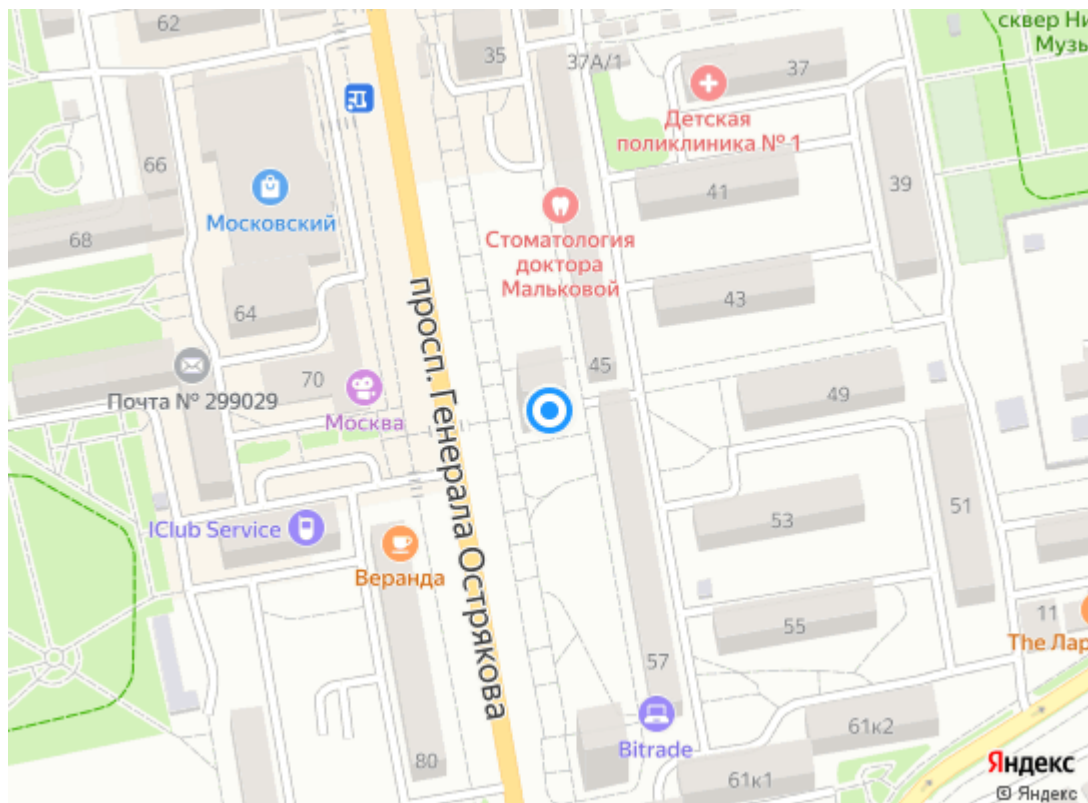 62
35
37А/1
37
сквер Ни
Музы
Детская
поликлиника № 1
66
41
39
Московский
68
Стоматология
доктора
Мальковой
64
43
просп. Генерала Острякова
45
70
49
Почта № 299029
Москва
51
53
IClub Service
Веранда
11
55
The Лар
57
61к2
Bitrade
80
61к1
Яндекс
© Яндекс